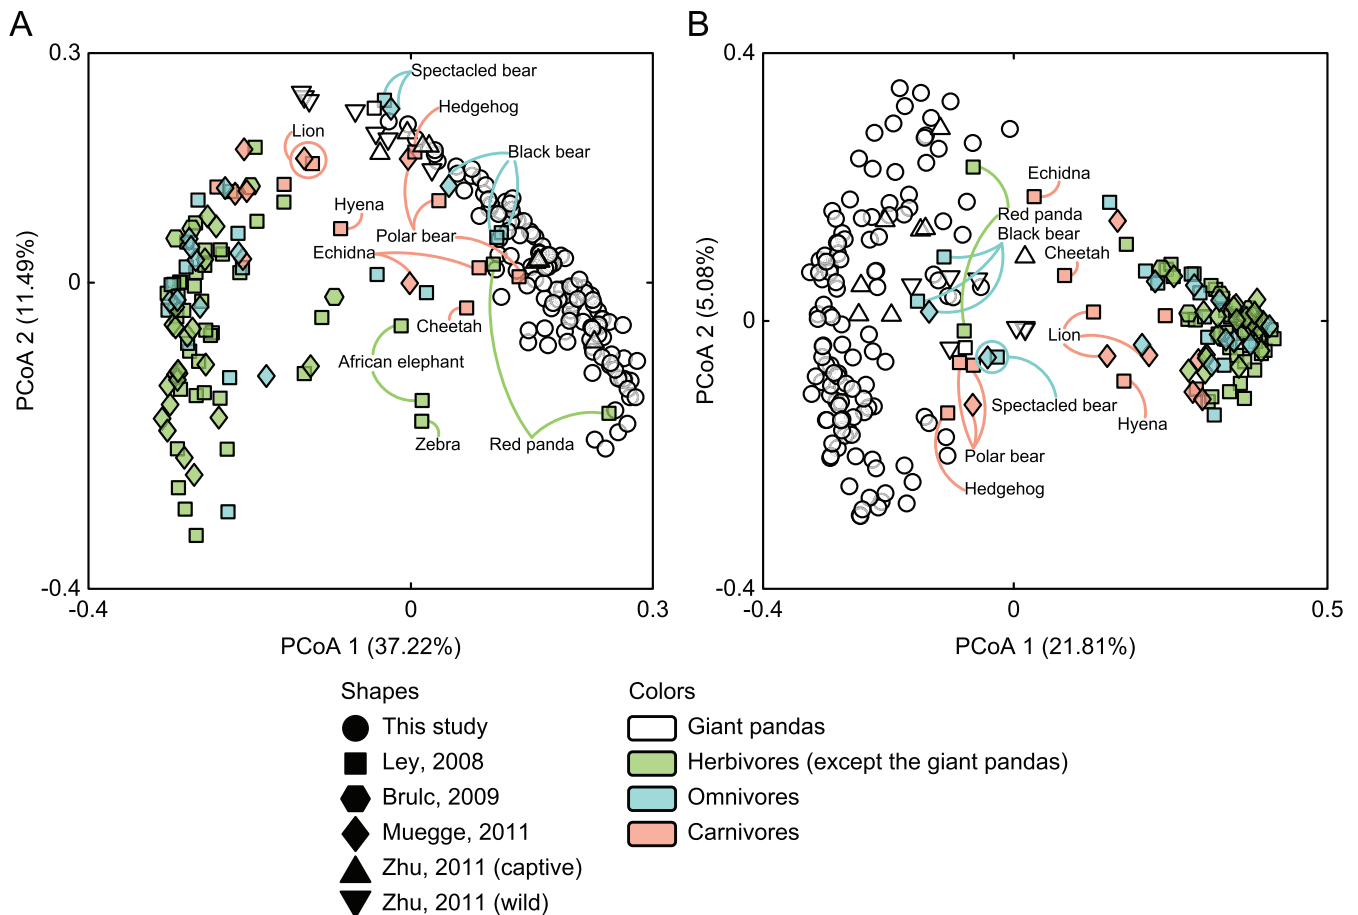 A
0.3
0
-0.4
-0.4
0
0.3
PCoA 2 (11.49%)
PCoA 1 (37.22%)
Spectacled bear
Hedgehog
Lion
Black bear
Hyena
Polar bear
Echidna
Cheetah
African elephant
Zebra
Red panda
B
0.4
0
-0.4
-0.4
0
0.5
PCoA 2 (5.08%)
PCoA 1 (21.81%)
Echidna
Red panda
Black bear
Cheetah
Lion
Spectacled bear
Hyena
Polar bear
Hedgehog
Shapes
This study
Ley, 2008
Brulc, 2009
Muegge, 2011
Zhu, 2011 (captive)
Zhu, 2011 (wild)
Colors
Giant pandas
Herbivores (except the giant pandas)
Omnivores
Carnivores